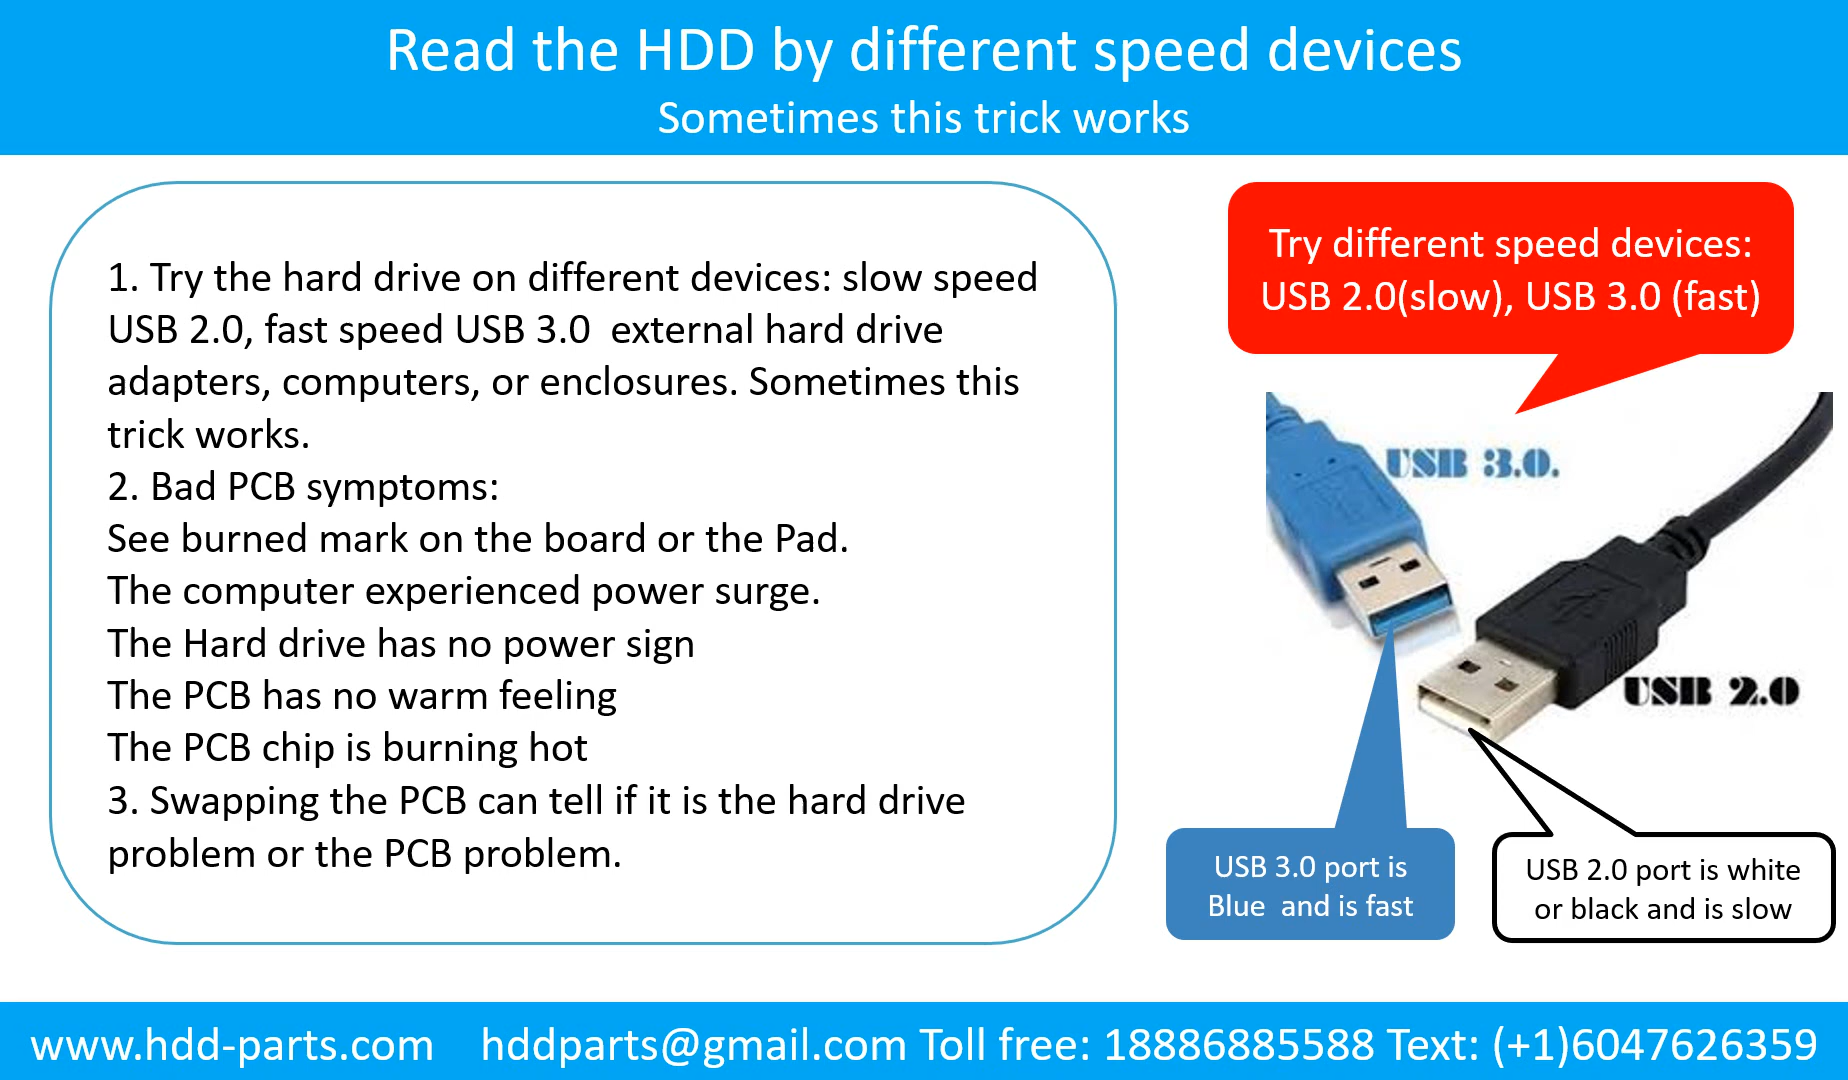 Read the HDD by different speed devices
Sometimes this trick works
1. Try the hard drive on different devices: slow speed
USB 2.0, fast speed USB 3.0  external hard drive
adapters, computers, or enclosures. Sometimes this
trick works.
2. Bad PCB symptoms:
See burned mark on the board or the Pad.
The computer experienced power surge.
The Hard drive has no power sign
The PCB has no warm feeling
The PCB chip is burning hot
3. Swapping the PCB can tell if it is the hard drive
problem or the PCB problem.
Try different speed devices:
USB 2.0(slow), USB 3.0 (fast)
USB 3.0.
USB 2.0
USB 3.0 port is
Blue  and is fast
USB 2.0 port is white
or black and is slow
www.hdd-parts.com    hddparts@gmail.com Toll free: 18886885588 Text: (+1)6047626359